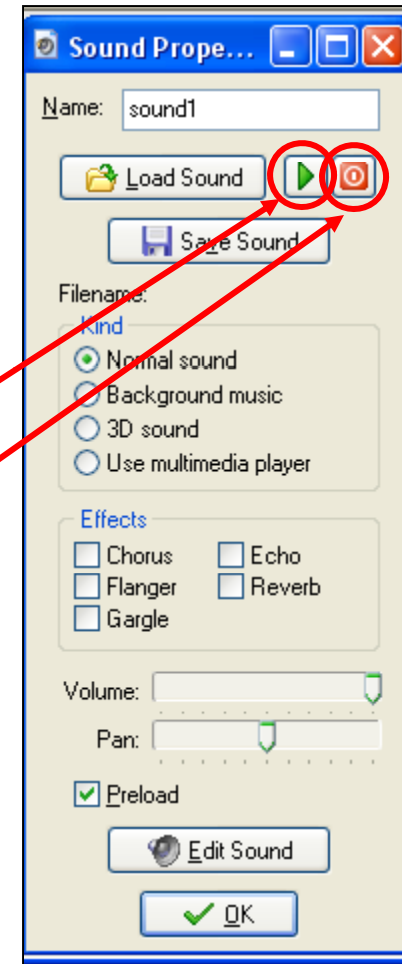 Sound Prope...
Name: sound1
Load Sound
Save Sound
Filename:
Kind
Normal sound
Background music
3D sound
Use multimedia player
Effects
Chorus Echo
Flanger Reverb
Gargle
Volume:
Pan:
Preload
Edit Sound
OK